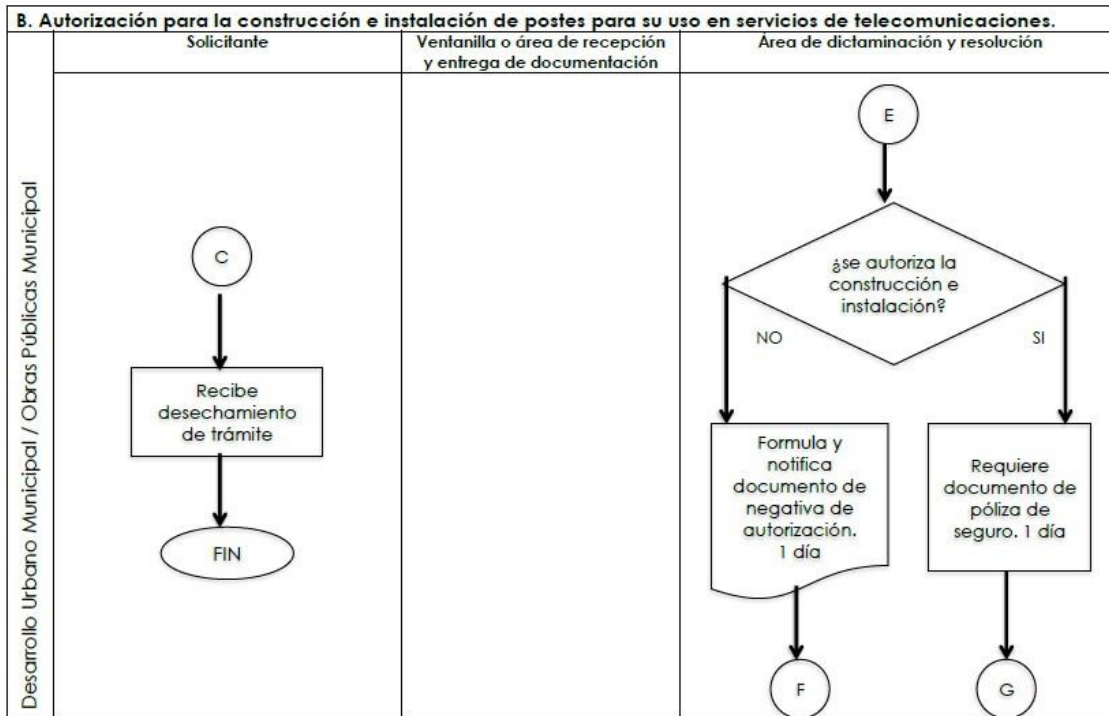 B. Autorización para la construcción e instalación de postes para su uso en servicios de telecomunicaciones.
Solicitante
Ventanilla o área de recepción
y entrega de documentación
Área de dictaminación y resolución
Desarrollo Urbano Municipal / Obras Públicas Municipal
C
Recibe
desechamiento
de trámite
FIN
E
¿se autoriza la
construcción e
instalación?
NO
SI
Formula y
notifica
documento de
negativa de
autorización.
1 día
Requiere
documento de
póliza de
seguro. 1 día
F
G